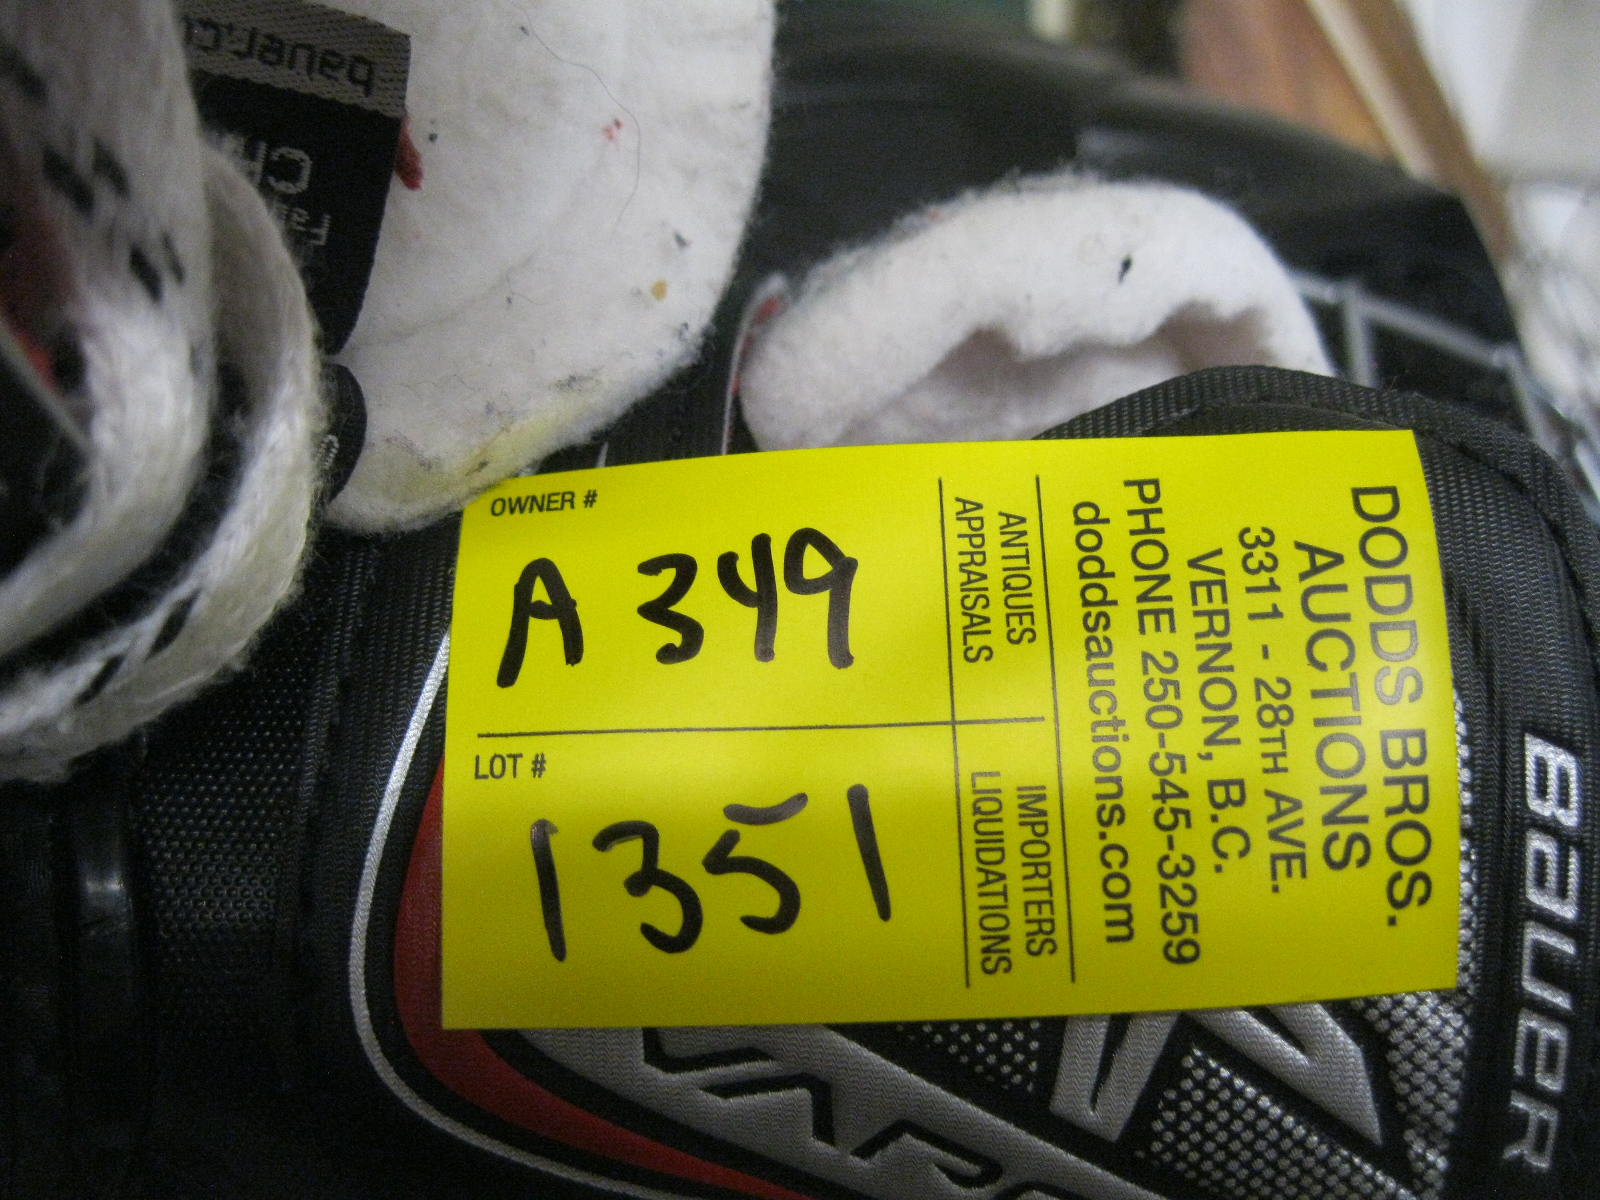 bauer.c
OWNER #
A 349
LOT #
1351
ANTIQUES
APPRAISALS
IMPORTERS
LIQUIDATIONS
DODDS BROS.
AUCTIONS
3311 - 28TH AVE.
VERNON, B.C.
PHONE 250-545-3259
doddsauctions.com
BAUER